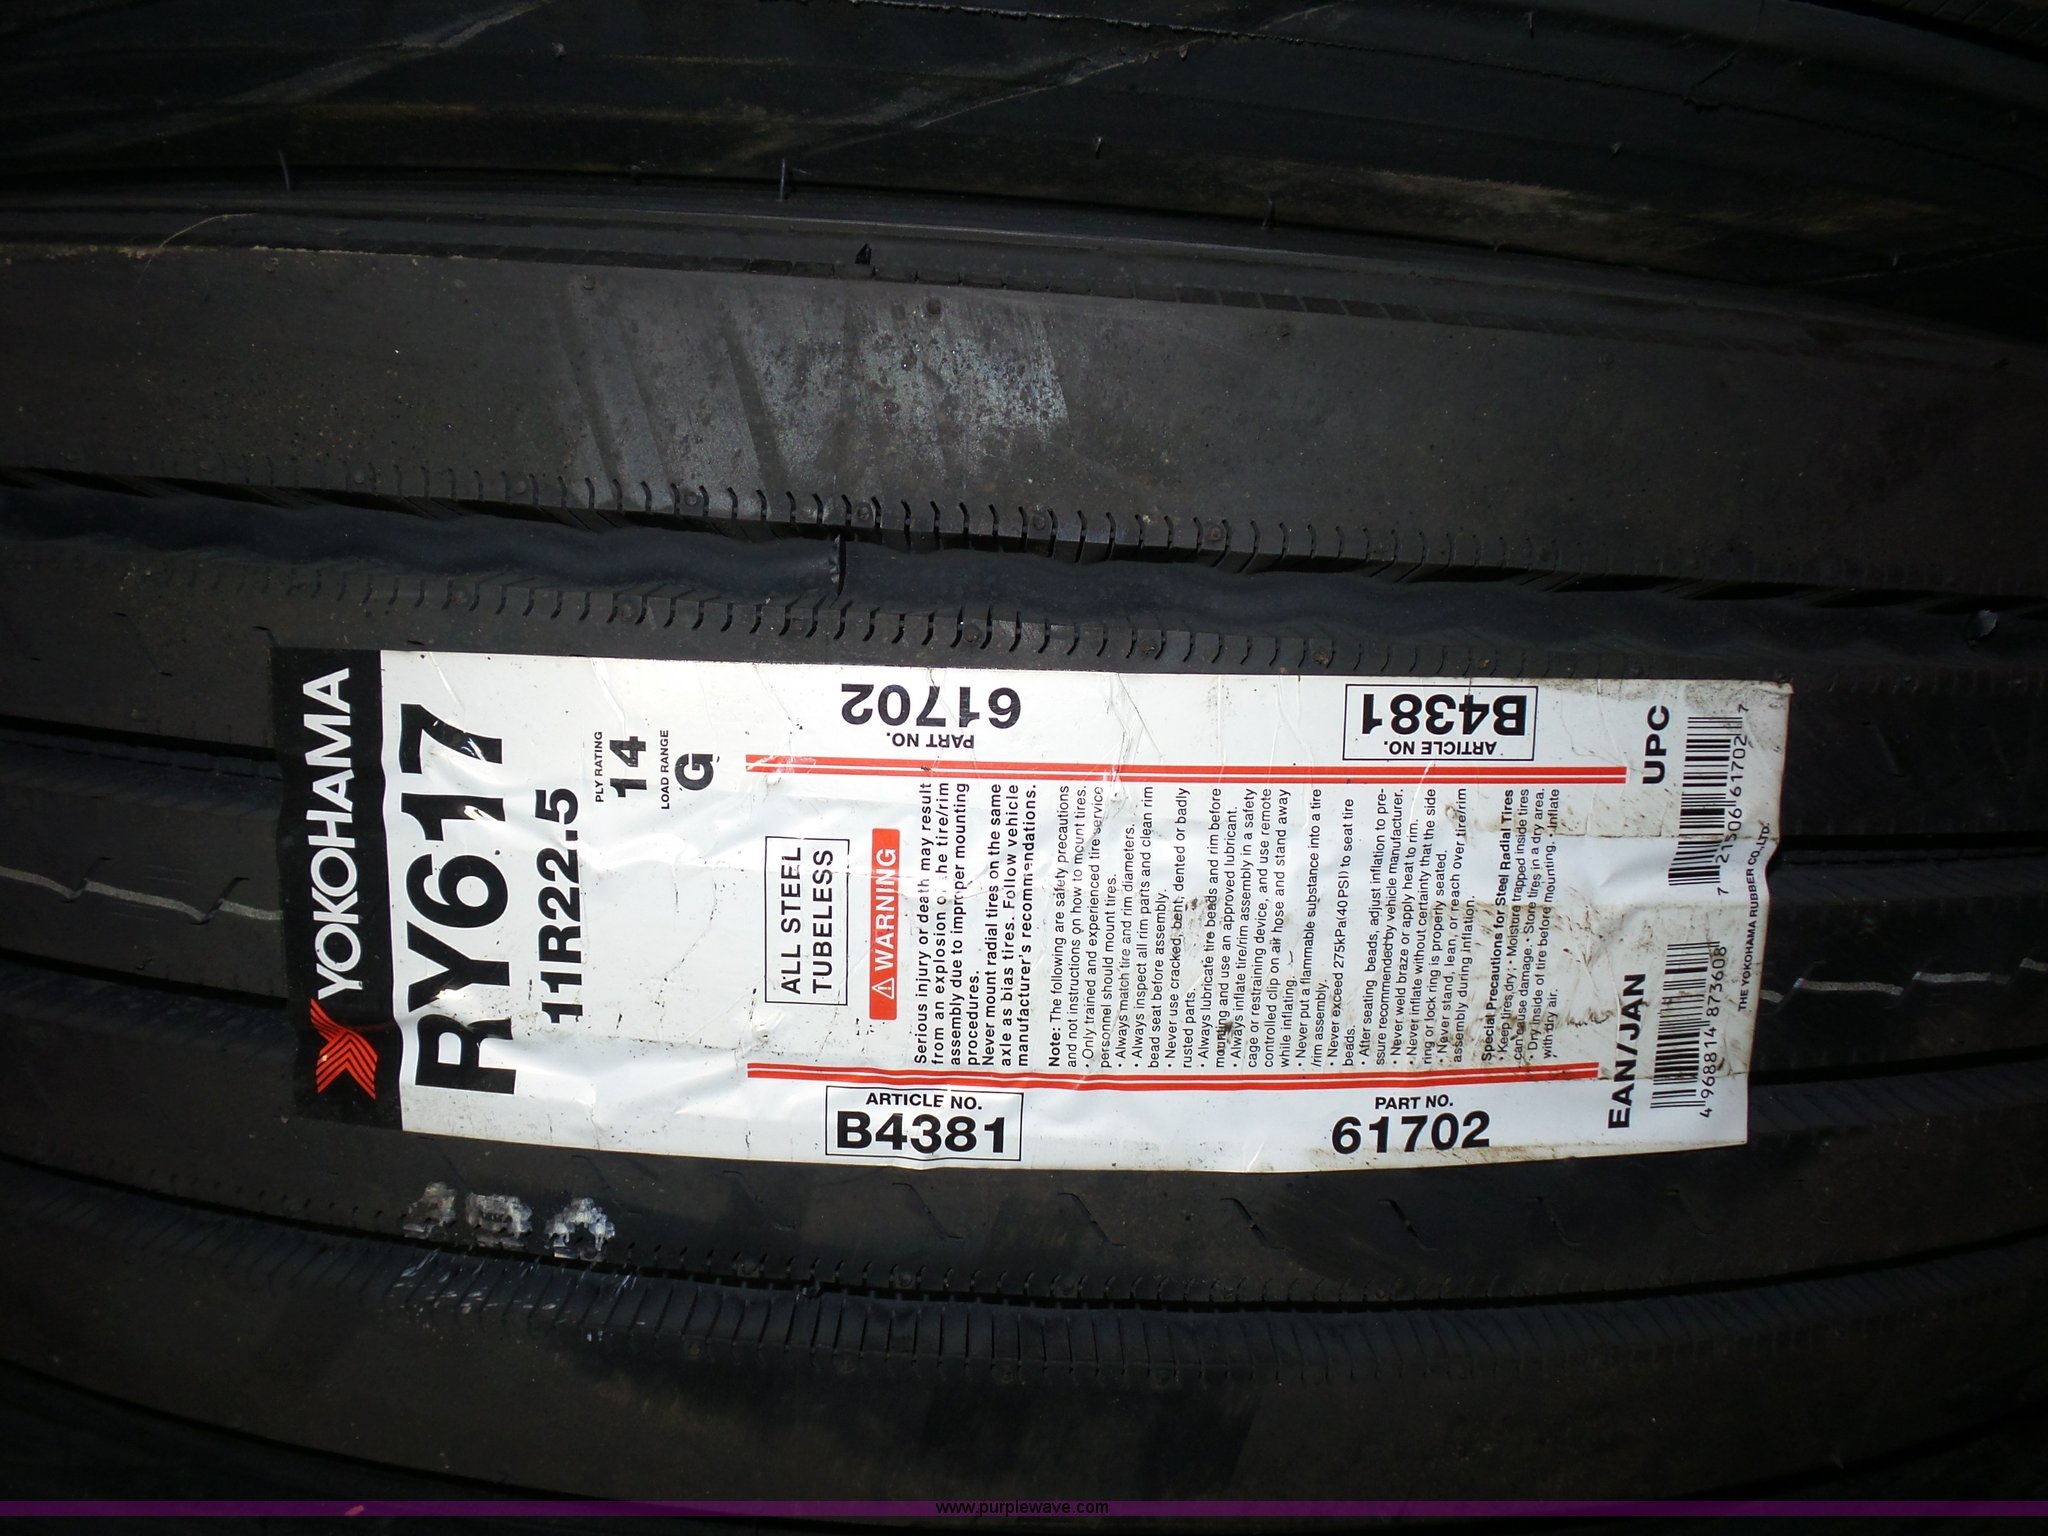 YOKOHAMA
RY617
11R22.5
PLY RATING
14
LOAD RANGE
G
PART NO.
61702
ARTICLE NO.
B4381
ALL STEEL
TUBELESS
WARNING
Serious injury or death may result
from an explosion of the tire/rim
assembly due to improper mounting
procedures.
Never mount radial tires on the same
axle as bias tires. Follow vehicle
manufacturer's recommendations.
Note: The following are safety precautions
and not instructions on how to mount tires.
• Only trained and experienced tire service
personnel should mount tires.
• Always match tire and rim diameters.
• Always inspect all rim parts and clean rim
bead seat before assembly.
• Never use cracked, bent, dented or badly
rusted parts.
• Always lubricate tire beads and rim before
mounting and use an approved lubricant.
• Always inflate tire/rim assembly in a safety
cage or restraining device, and use remote
controlled clip on air hose and stand away
while inflating.
• Never put a flammable substance into a tire
/rim assembly.
• Never exceed 275kPa(40PSI) to seat tire
beads.
• After seating beads, adjust inflation to pre-
ssure recommended by vehicle manufacturer.
• Never weld braze or apply heat to rim.
• Never inflate without certainty that the side
ring or lock ring is properly seated.
• Never stand, lean, or reach over tire/rim
assembly during inflation.
Special Precautions for Steel Radial Tires
• Keep tires dry; • Moisture trapped inside tires
can cause damage. • Store tires in a dry area.
• Dry inside of tire before mounting. • Inflate
with dry air.
ARTICLE NO.
B4381
PART NO.
61702
UPC
7 21506 61702 7
EAN/JAN
4 968814 873608
THE YOKOHAMA RUBBER CO., LTD.
www.purplewave.com